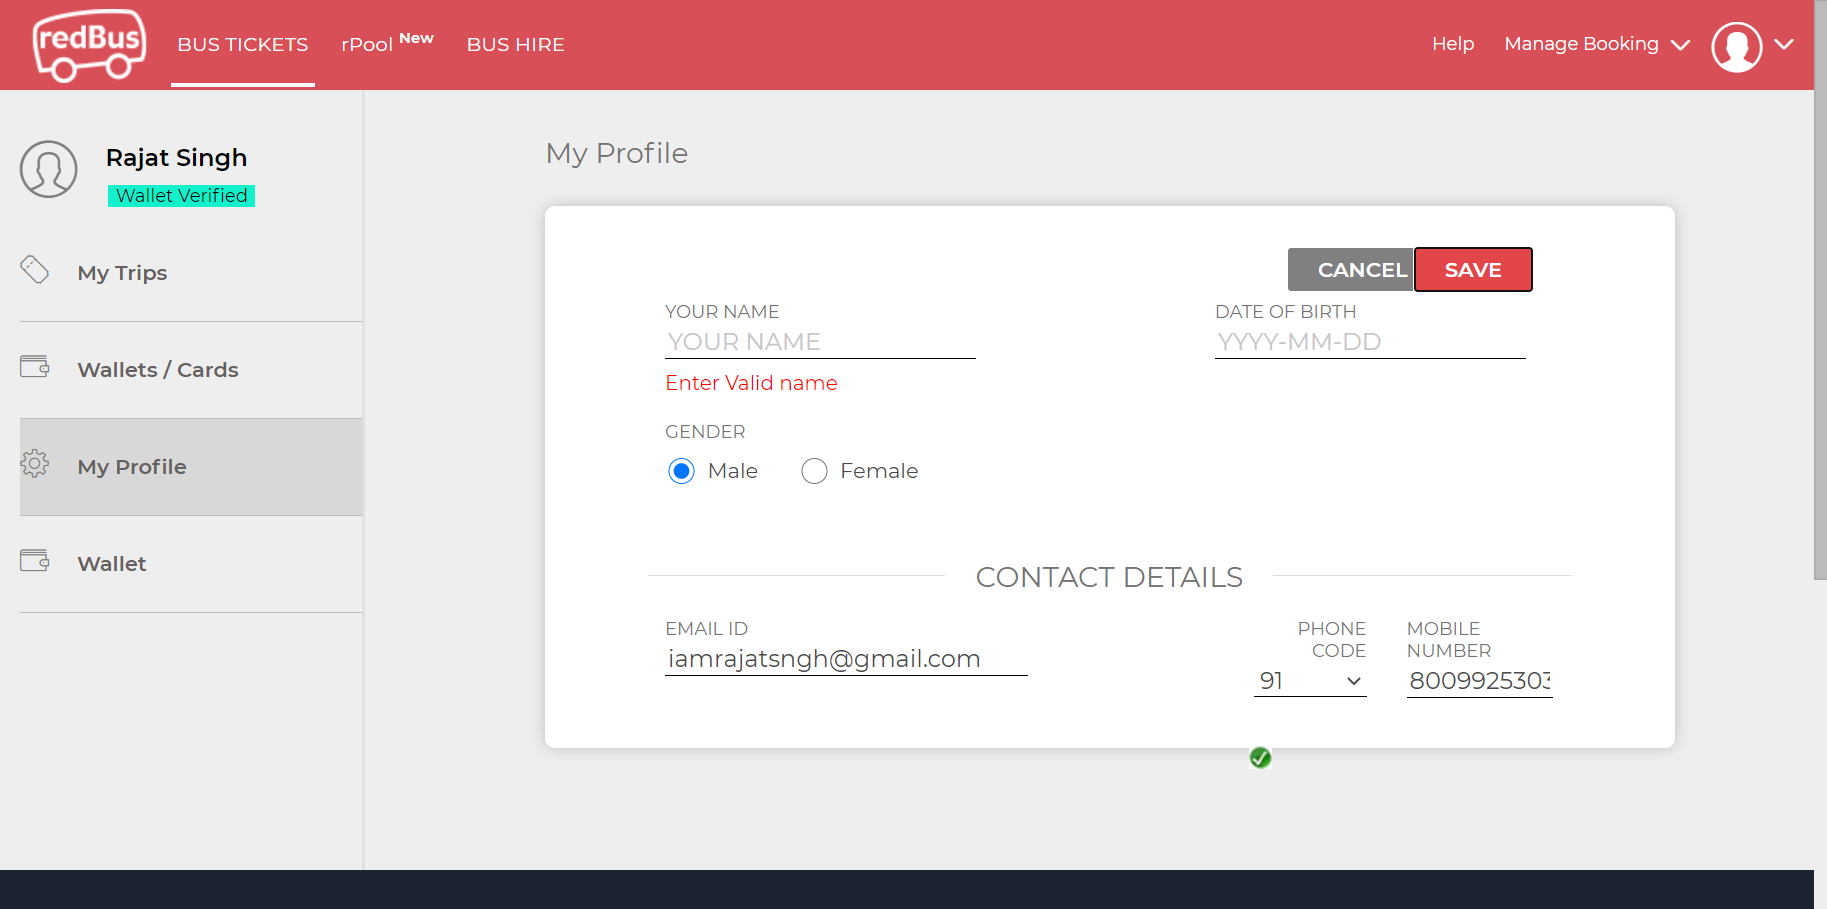 redBus
BUS TICKETS
rPool New
BUS HIRE
Help
Manage Booking
Rajat Singh
Wallet Verified
My Trips
Wallets / Cards
My Profile
Wallet
My Profile
CANCEL
SAVE
YOUR NAME
YOUR NAME
Enter Valid name
DATE OF BIRTH
YYYY-MM-DD
GENDER
Male
Female
CONTACT DETAILS
EMAIL ID
iamrajatsngh@gmail.com
PHONE
CODE
91
MOBILE
NUMBER
8009925303